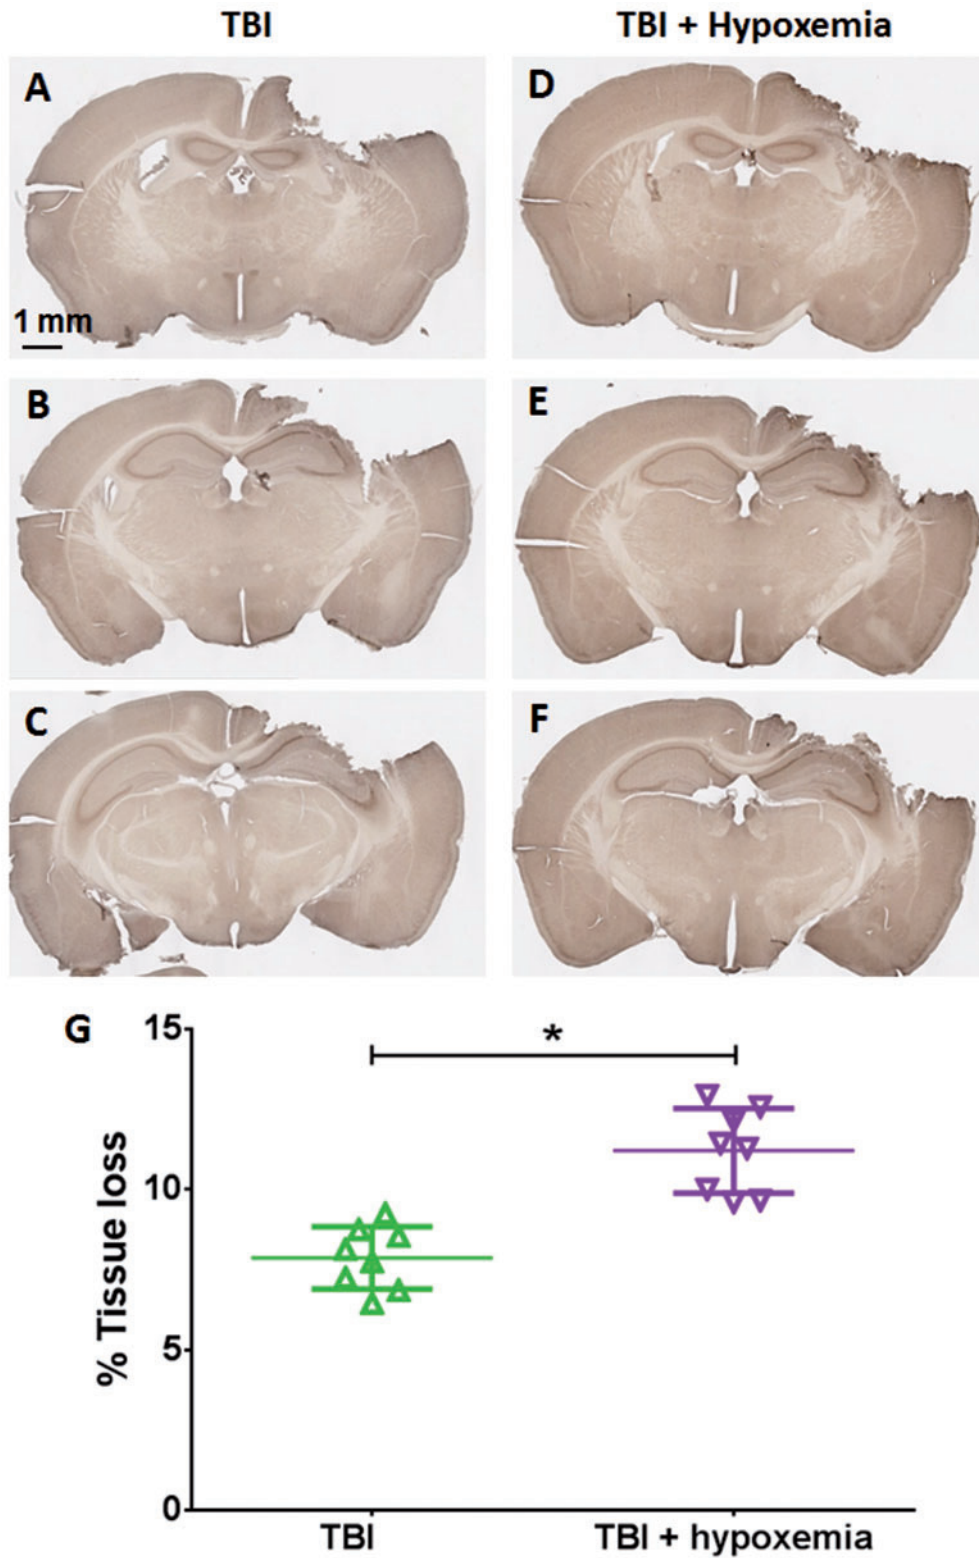 TBI TBI + Hypoxemia
A D
1 mm
B E
C F
G 15
*
10
% Tissue loss
5
0
TBI TBI + hypoxemia